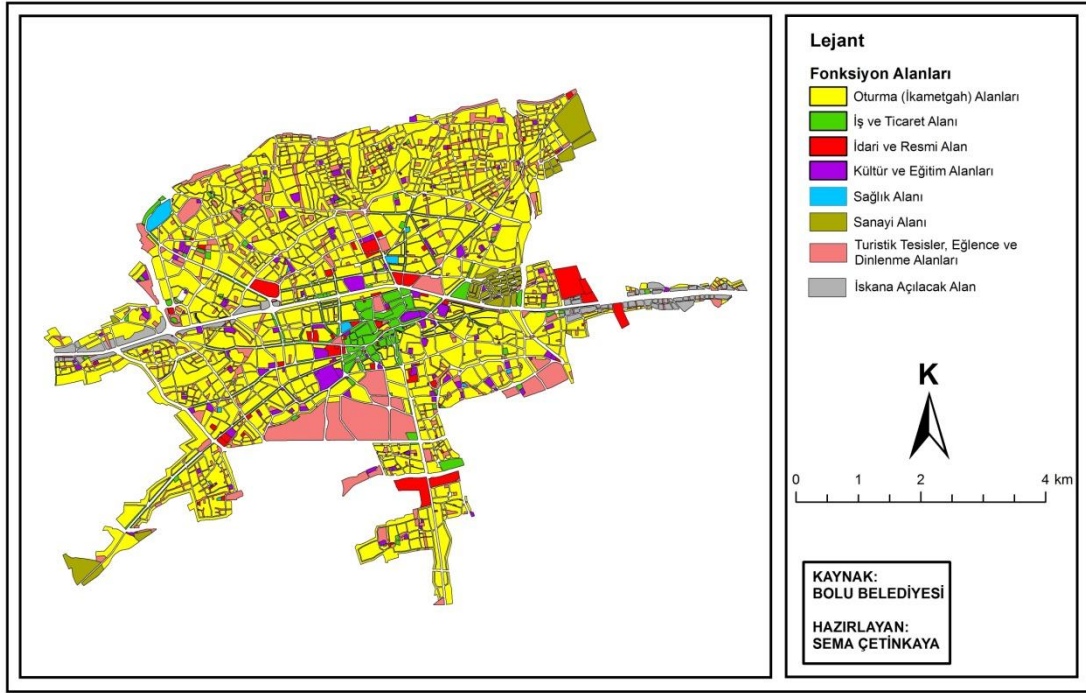 Lejant
Fonksiyon Alanları
Oturma (İkametgah) Alanları
İş ve Ticaret Alanı
İdari ve Resmi Alan
Kültür ve Eğitim Alanları
Sağlık Alanı
Sanayi Alanı
Turistik Tesisler, Eğlence ve
Dinlenme Alanları
İskana Açılacak Alan
K
0 1 2 4 km
KAYNAK:
BOLU BELEDİYESİ
HAZIRLAYAN:
SEMA ÇETİNKAYA